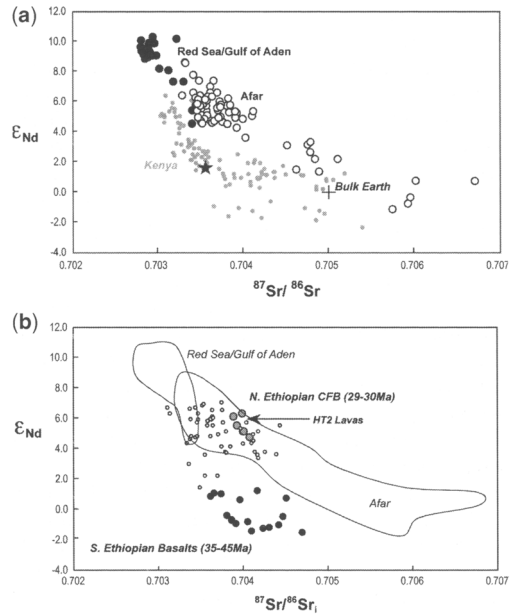 (a)
12.0
10.0
8.0
6.0
4.0
2.0
0.0
-2.0
-4.0
εNd
Red Sea/Gulf of Aden
Afar
Kenya
Bulk Earth
0.702
0.703
0.704
0.705
0.706
0.707
87Sr/ 86Sr
(b)
12.0
10.0
8.0
6.0
4.0
2.0
0.0
-2.0
-4.0
εNd
Red Sea/Gulf of Aden
N. Ethiopian CFB (29-30Ma)
HT2 Lavas
Afar
S. Ethiopian Basalts (35-45Ma)
0.702
0.703
0.704
0.705
0.706
0.707
87Sr/86Sri